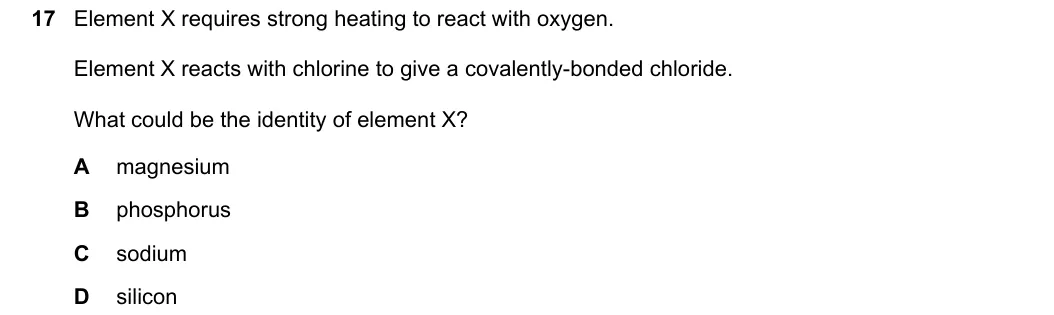 17 Element X requires strong heating to react with oxygen.
Element X reacts with chlorine to give a covalently-bonded chloride.
What could be the identity of element X?
A magnesium
B phosphorus
C sodium
D silicon